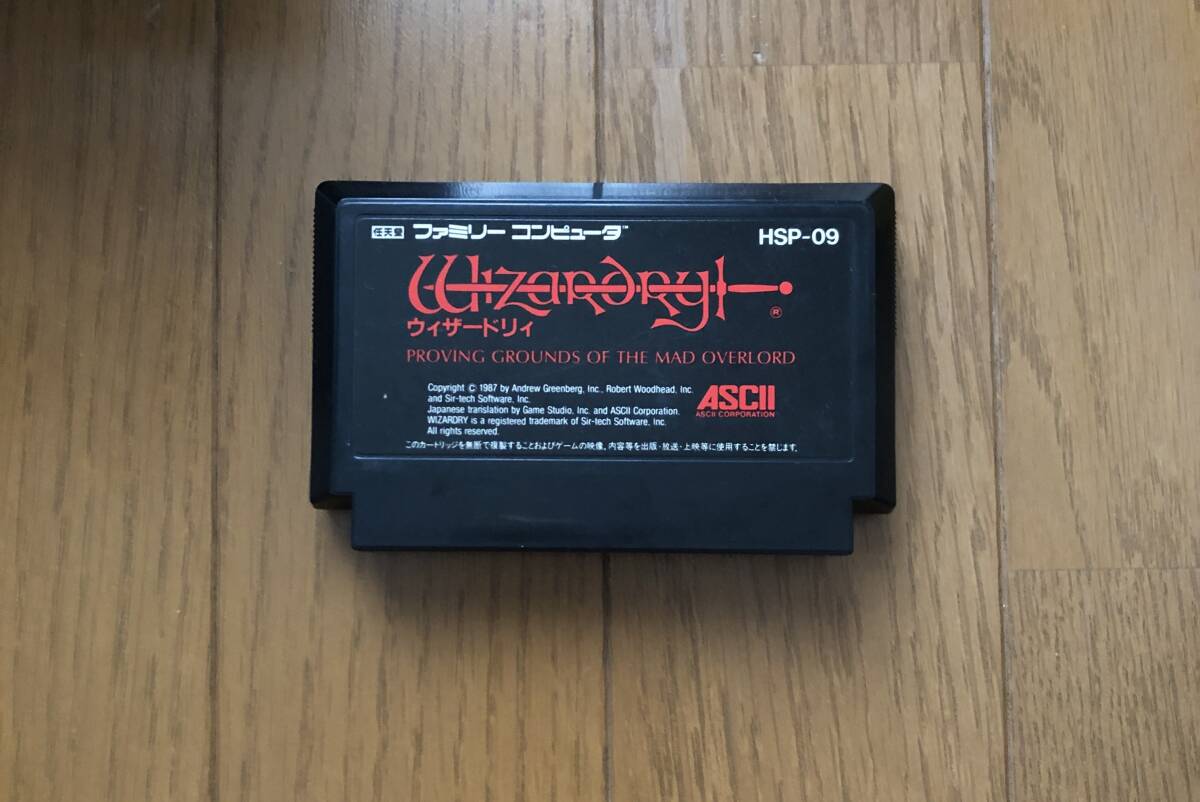 任天堂 ファミリー コンピュータ™ HSP-09
Wizardry
®
ウィザードリィ
PROVING GROUNDS OF THE MAD OVERLORD
Copyright © 1987 by Andrew Greenberg, Inc., Robert Woodhead, Inc.
and Sir-tech Software, Inc.
Japanese translation by Game Studio, Inc. and ASCII Corporation.
WIZARDRY is a registered trademark of Sir-tech Software, Inc.
All rights reserved.
ASCII
ASCII CORPORATION
このカートリッジを無断で複製することおよびゲームの映像、内容等を出版・放送・上映等に使用することを禁じます。